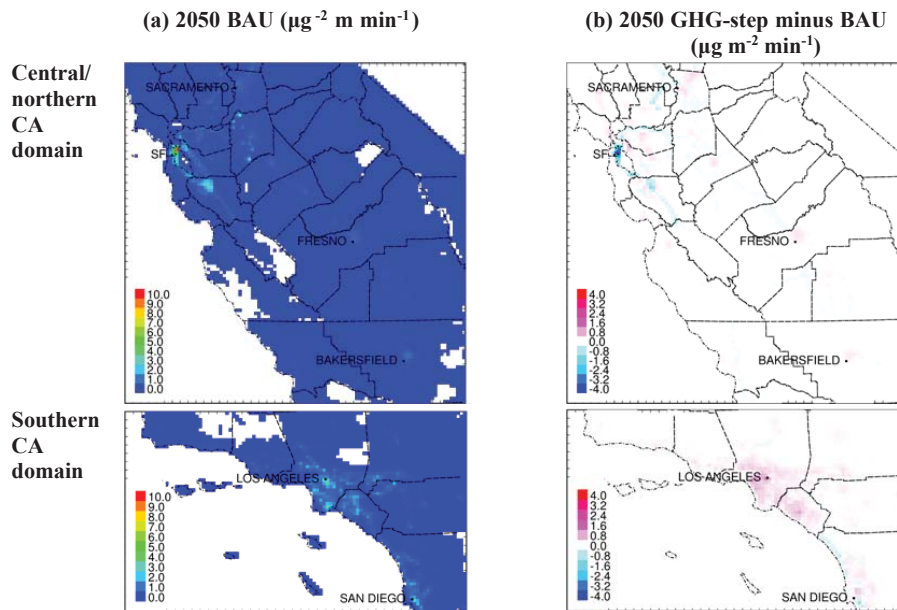 (a) 2050 BAU (µg ⁻² m min⁻¹)
(b) 2050 GHG-step minus BAU
(µg m⁻² min⁻¹)
Central/
northern
CA
domain
SACRAMENTO
SF
FRESNO
BAKERSFIELD
10.0
9.0
8.0
7.0
6.0
5.0
4.0
3.0
2.0
1.0
0.0
SACRAMENTO
SF
FRESNO
BAKERSFIELD
4.0
3.2
2.4
1.6
0.8
0.0
-0.8
-1.6
-2.4
-3.2
-4.0
Southern
CA
domain
LOS ANGELES
SAN DIEGO
10.0
9.0
8.0
7.0
6.0
5.0
4.0
3.0
2.0
1.0
0.0
LOS ANGELES
SAN DIEGO
4.0
3.2
2.4
1.6
0.8
0.0
-0.8
-1.6
-2.4
-3.2
-4.0